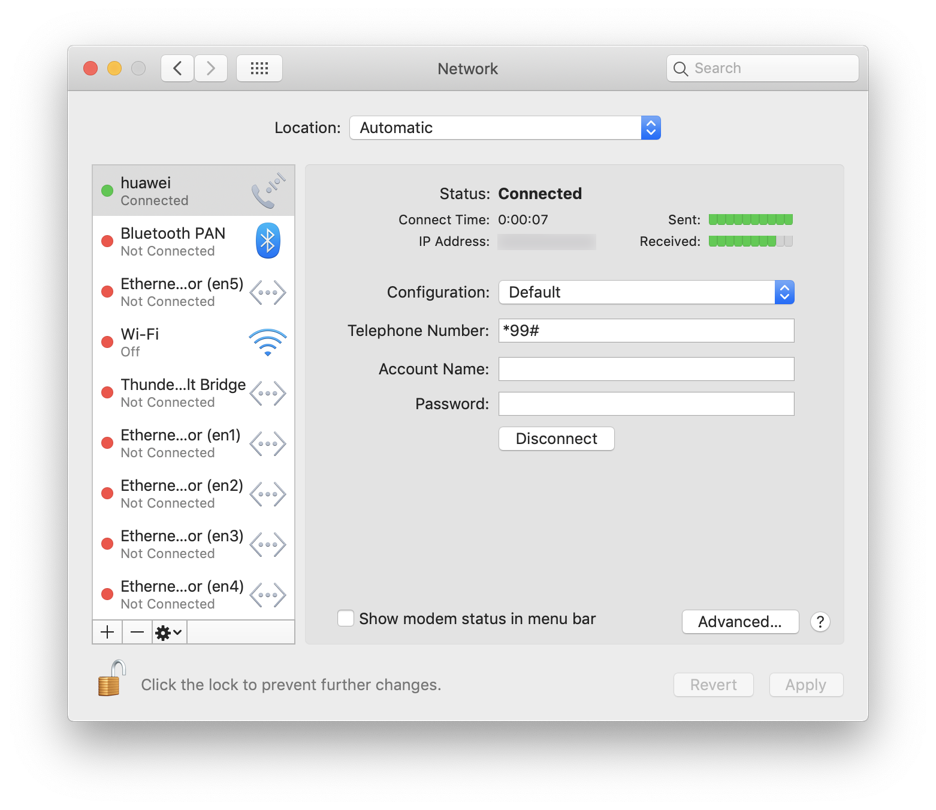 Network
Search
Location: Automatic
huawei
Connected
Bluetooth PAN
Not Connected
Etherne...or (en5)
Not Connected
Wi-Fi
Off
Thunde...lt Bridge
Not Connected
Etherne...or (en1)
Not Connected
Etherne...or (en2)
Not Connected
Etherne...or (en3)
Not Connected
Etherne...or (en4)
Not Connected
Status: Connected
Connect Time: 0:00:07 Sent:
IP Address: Received:
Configuration: Default
Telephone Number: *99#
Account Name:
Password:
Disconnect
Show modem status in menu bar
Advanced... ?
Click the lock to prevent further changes.
Revert Apply